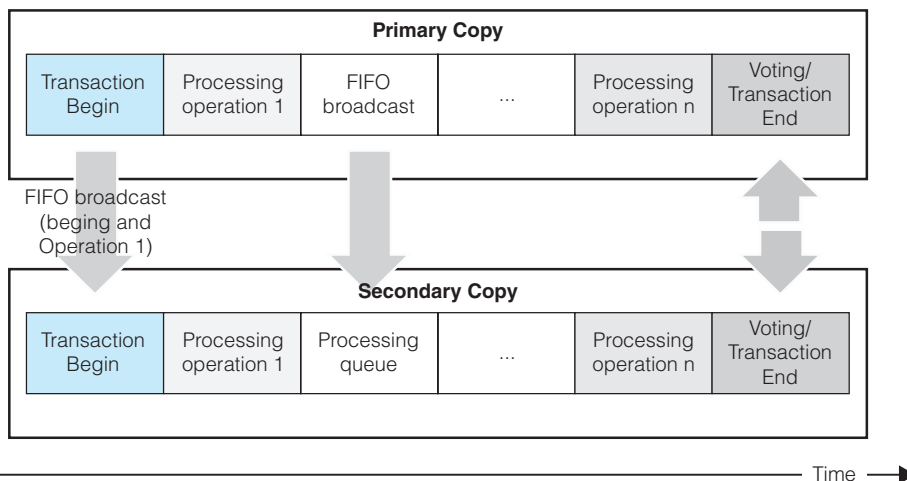 Primary Copy
Transaction
Begin
Processing
operation 1
FIFO
broadcast
...
Processing
operation n
Voting/
Transaction
End
FIFO broadcast
(beging and
Operation 1)
Secondary Copy
Transaction
Begin
Processing
operation 1
Processing
queue
...
Processing
operation n
Voting/
Transaction
End
Time